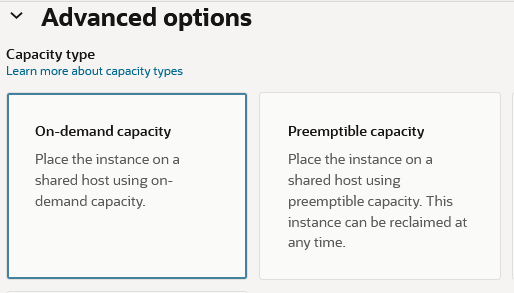 Advanced options
Capacity type
Learn more about capacity types
On-demand capacity
Place the instance on a
shared host using on-
demand capacity.
Preemptible capacity
Place the instance on a
shared host using
preemptible capacity. This
instance can be reclaimed at
any time.